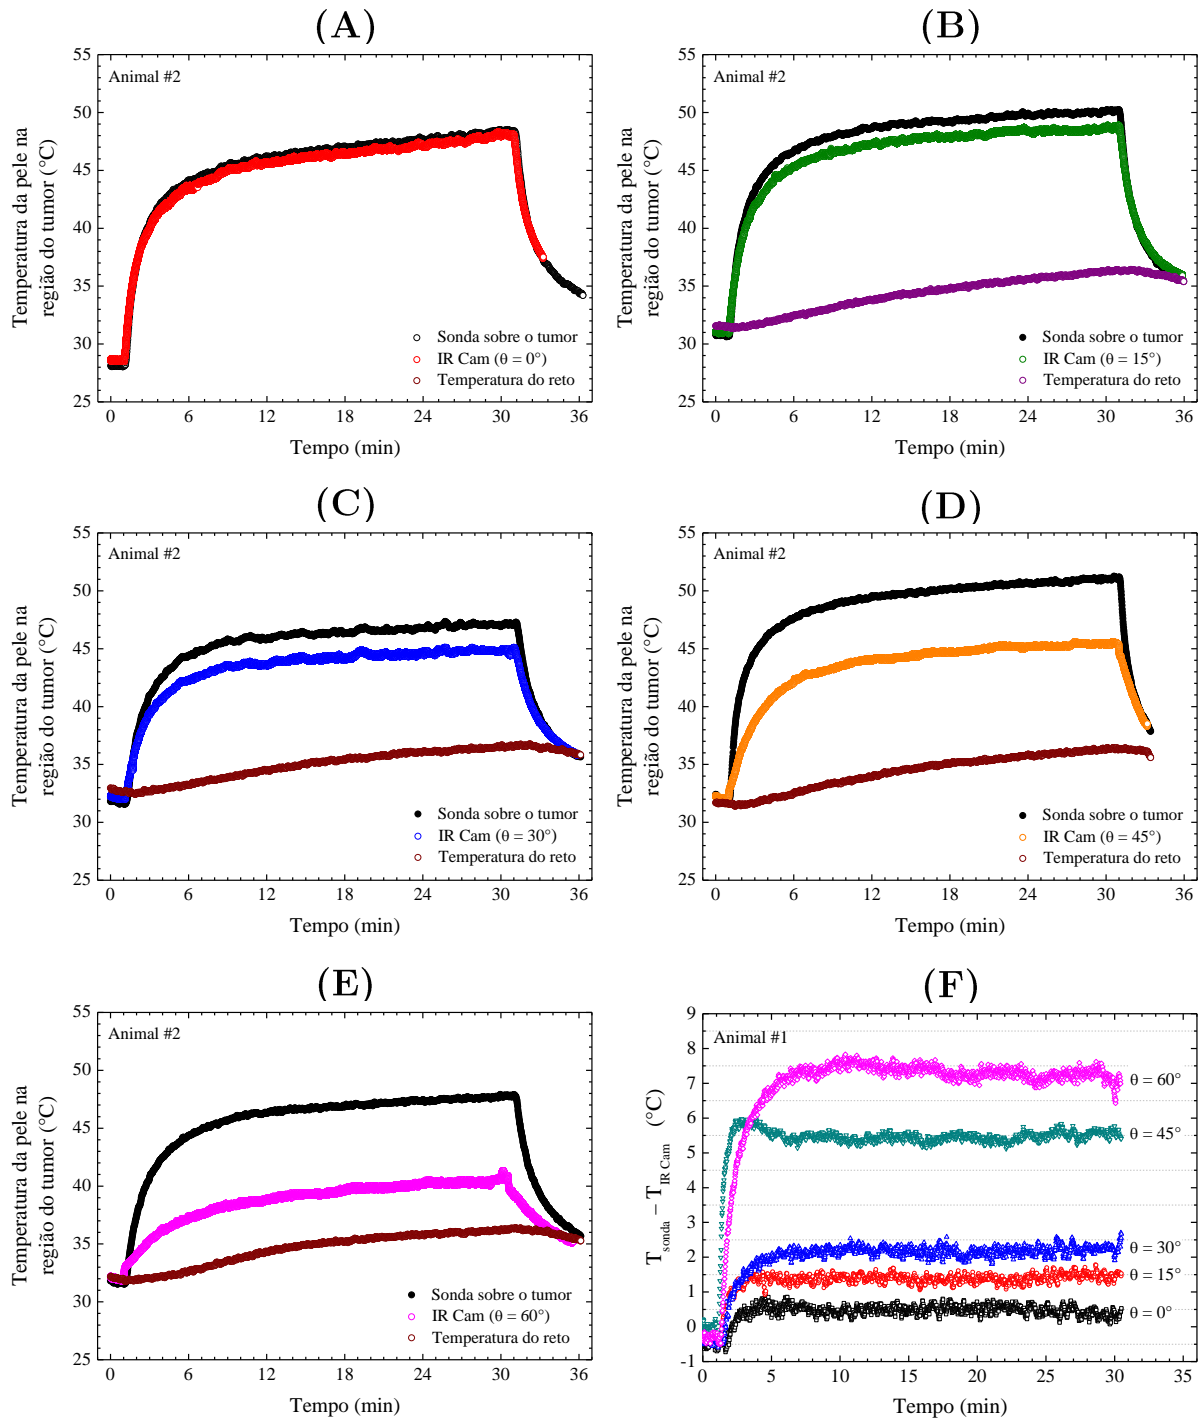 (A)
Animal #2
Temperatura da pele na
região do tumor (°C)
55
50
45
40
35
30
25
Sonda sobre o tumor
IR Cam (θ = 0°)
Temperatura do reto
0 6 12 18 24 30 36
Tempo (min)
(B)
Animal #2
Temperatura da pele na
região do tumor (°C)
55
50
45
40
35
30
25
Sonda sobre o tumor
IR Cam (θ = 15°)
Temperatura do reto
0 6 12 18 24 30 36
Tempo (min)
(C)
Animal #2
Temperatura da pele na
região do tumor (°C)
55
50
45
40
35
30
25
Sonda sobre o tumor
IR Cam (θ = 30°)
Temperatura do reto
0 6 12 18 24 30 36
Tempo (min)
(D)
Animal #2
Temperatura da pele na
região do tumor (°C)
55
50
45
40
35
30
25
Sonda sobre o tumor
IR Cam (θ = 45°)
Temperatura do reto
0 6 12 18 24 30 36
Tempo (min)
(E)
Animal #2
Temperatura da pele na
região do tumor (°C)
55
50
45
40
35
30
25
Sonda sobre o tumor
IR Cam (θ = 60°)
Temperatura do reto
0 6 12 18 24 30 36
Tempo (min)
(F)
Animal #1
T sonda − T IR Cam (°C)
9
8
7
6
5
4
3
2
1
0
-1
θ = 60°
θ = 45°
θ = 30°
θ = 15°
θ = 0°
0 5 10 15 20 25 30 35
Tempo (min)